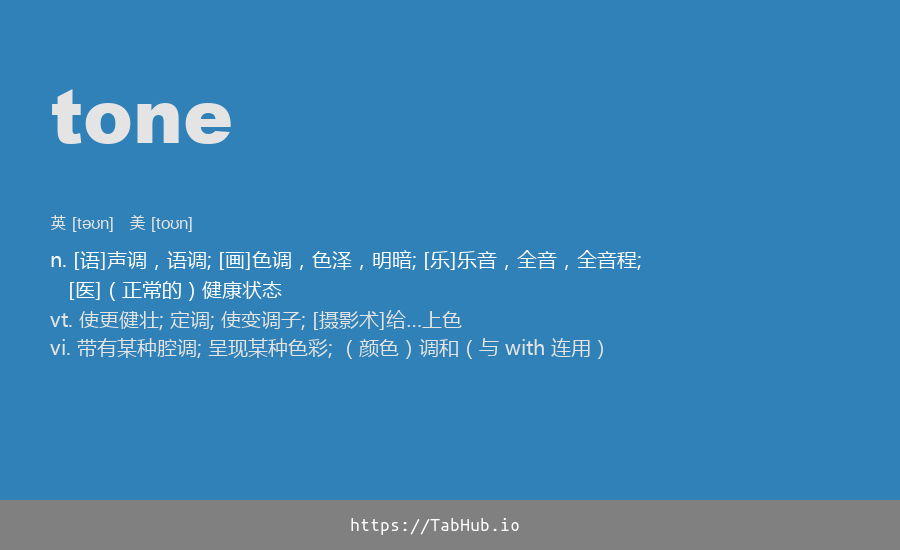 tone
英 [təʊn] 美 [toʊn]
n. [语]声调，语调; [画]色调，色泽，明暗; [乐]乐音，全音，全音程;
[医]（正常的）健康状态
vt. 使更健壮; 定调; 使变调子; [摄影术]给...上色
vi. 带有某种腔调; 呈现某种色彩; （颜色）调和（与 with 连用）
https://TabHub.io